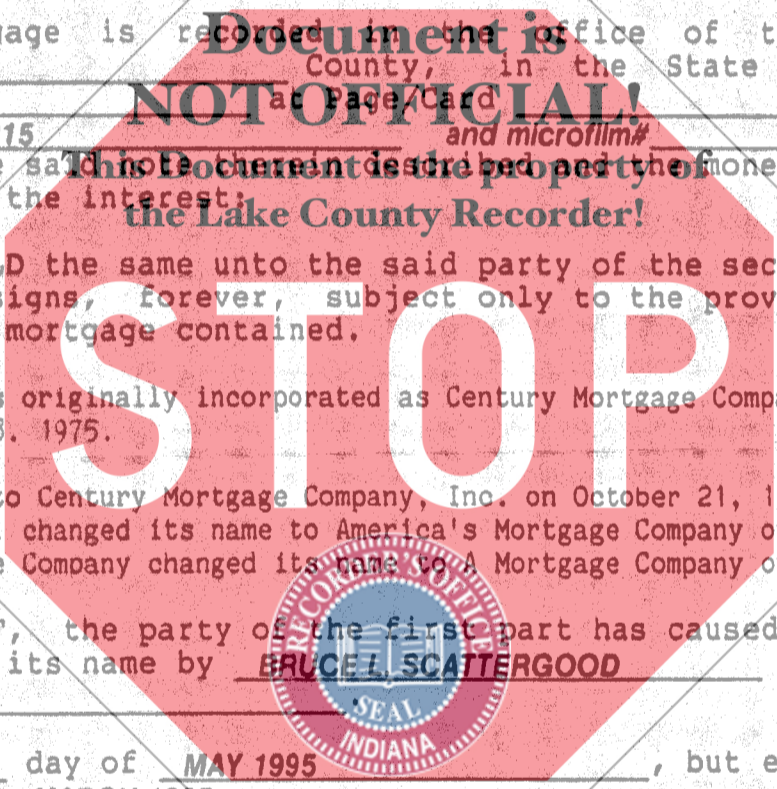 gage is recorded in the office of t
Document is
County, in the State
NOT OFFICIAL!
at Page/Card
15 and microfilm#
e said note therein described and the mone
This Document is the property of
the interest;
the Lake County Recorder!
D the same unto the said party of the sec
signs, forever, subject only to the prov
mortgage contained.
STOP
s originally incorporated as Century Mortgage Compa
. 1975.
to Century Mortgage Company, Inc. on October 21, 1
changed its name to America's Mortgage Company o
e Company changed its name to A Mortgage Company o
, the party of the first part has caused
its name by BRUCE L. SCATTERGOOD
RECORDER'S OFFICE
SEAL
INDIANA
day of MAY 1995, but e